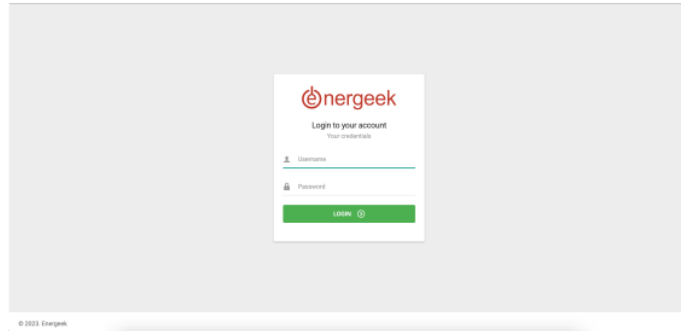 energeek
Login to your account
Your credentials
Username
Password
LOGIN
© 2023. Energeek